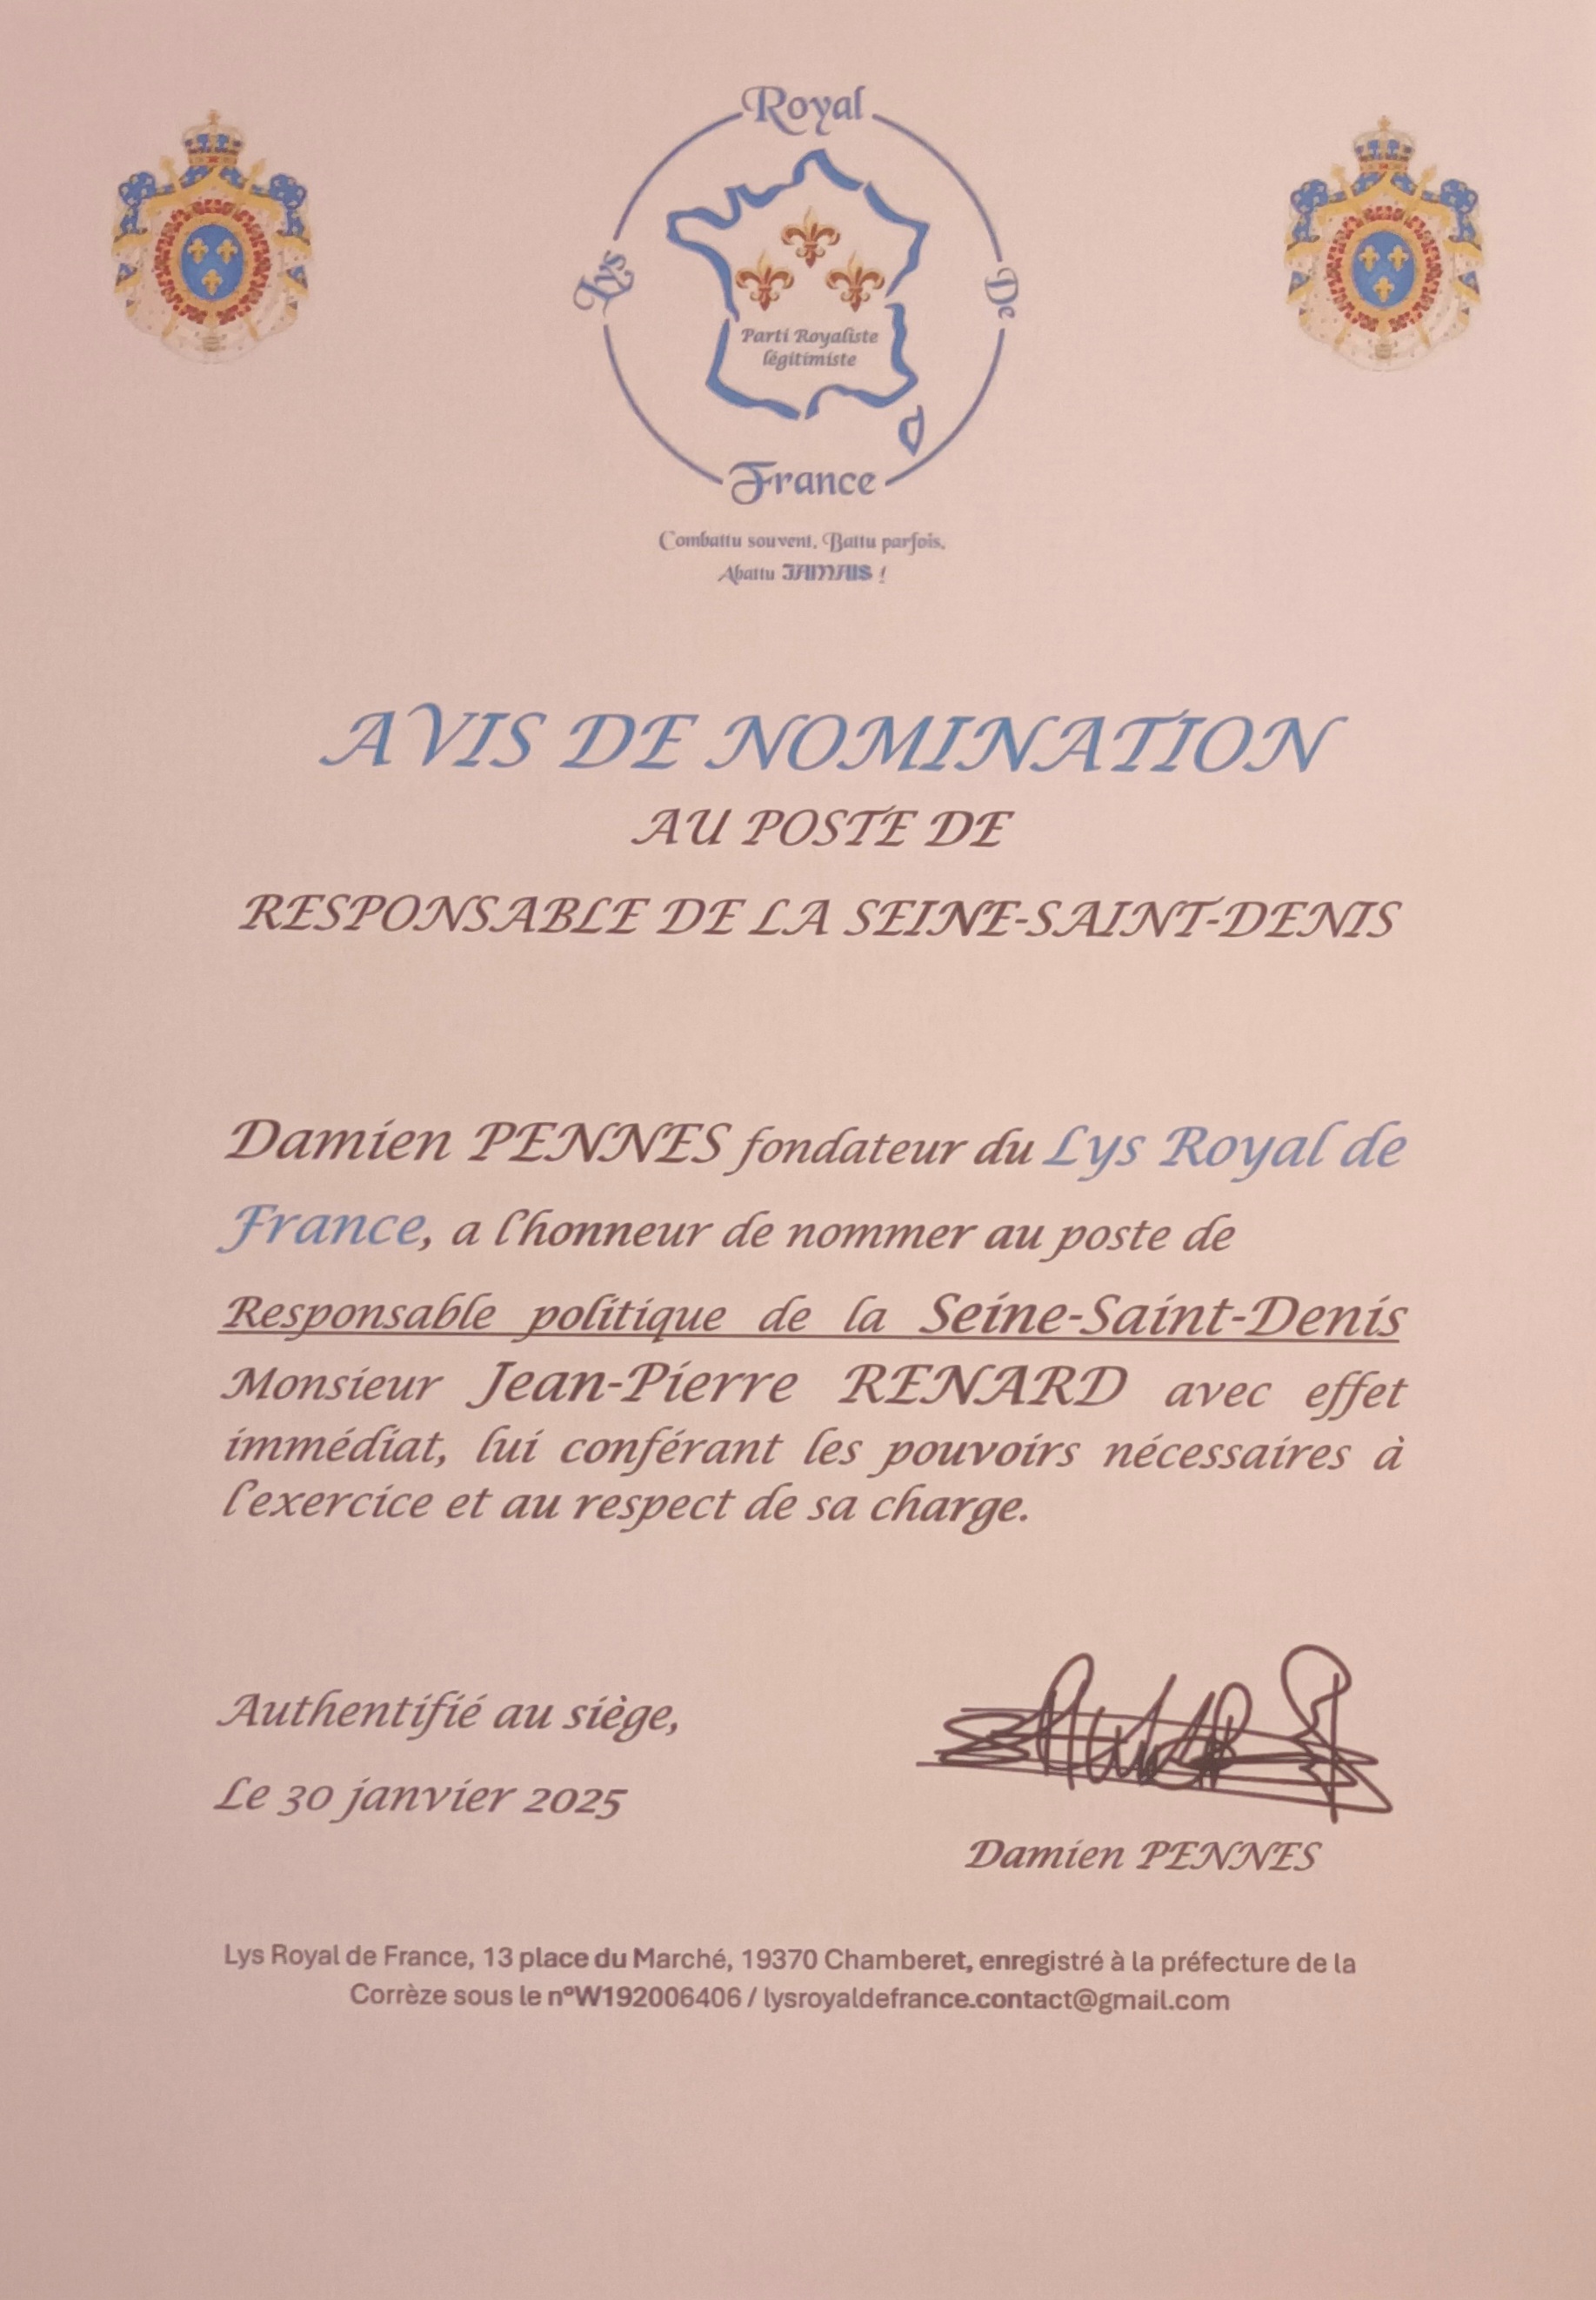 Royal
Lys
De
Parti Royaliste
légitimiste
France
Combattu souvent, Battu parfois,
Abattu JAMAIS !
AVIS DE NOMINATION
AU POSTE DE
RESPONSABLE DE LA SEINE-SAINT-DENIS
Damien PENNES fondateur du Lys Royal de
France, a l'honneur de nommer au poste de
Responsable politique de la Seine-Saint-Denis
Monsieur Jean-Pierre RENARD avec effet
immédiat, lui conférant les pouvoirs nécessaires à
l'exercice et au respect de sa charge.
Authentifié au siège,
Le 30 janvier 2025
Damien PENNES
Lys Royal de France, 13 place du Marché, 19370 Chamberet, enregistré à la préfecture de la
Corrèze sous le n°W192006406 / lysroyaldefrance.contact@gmail.com